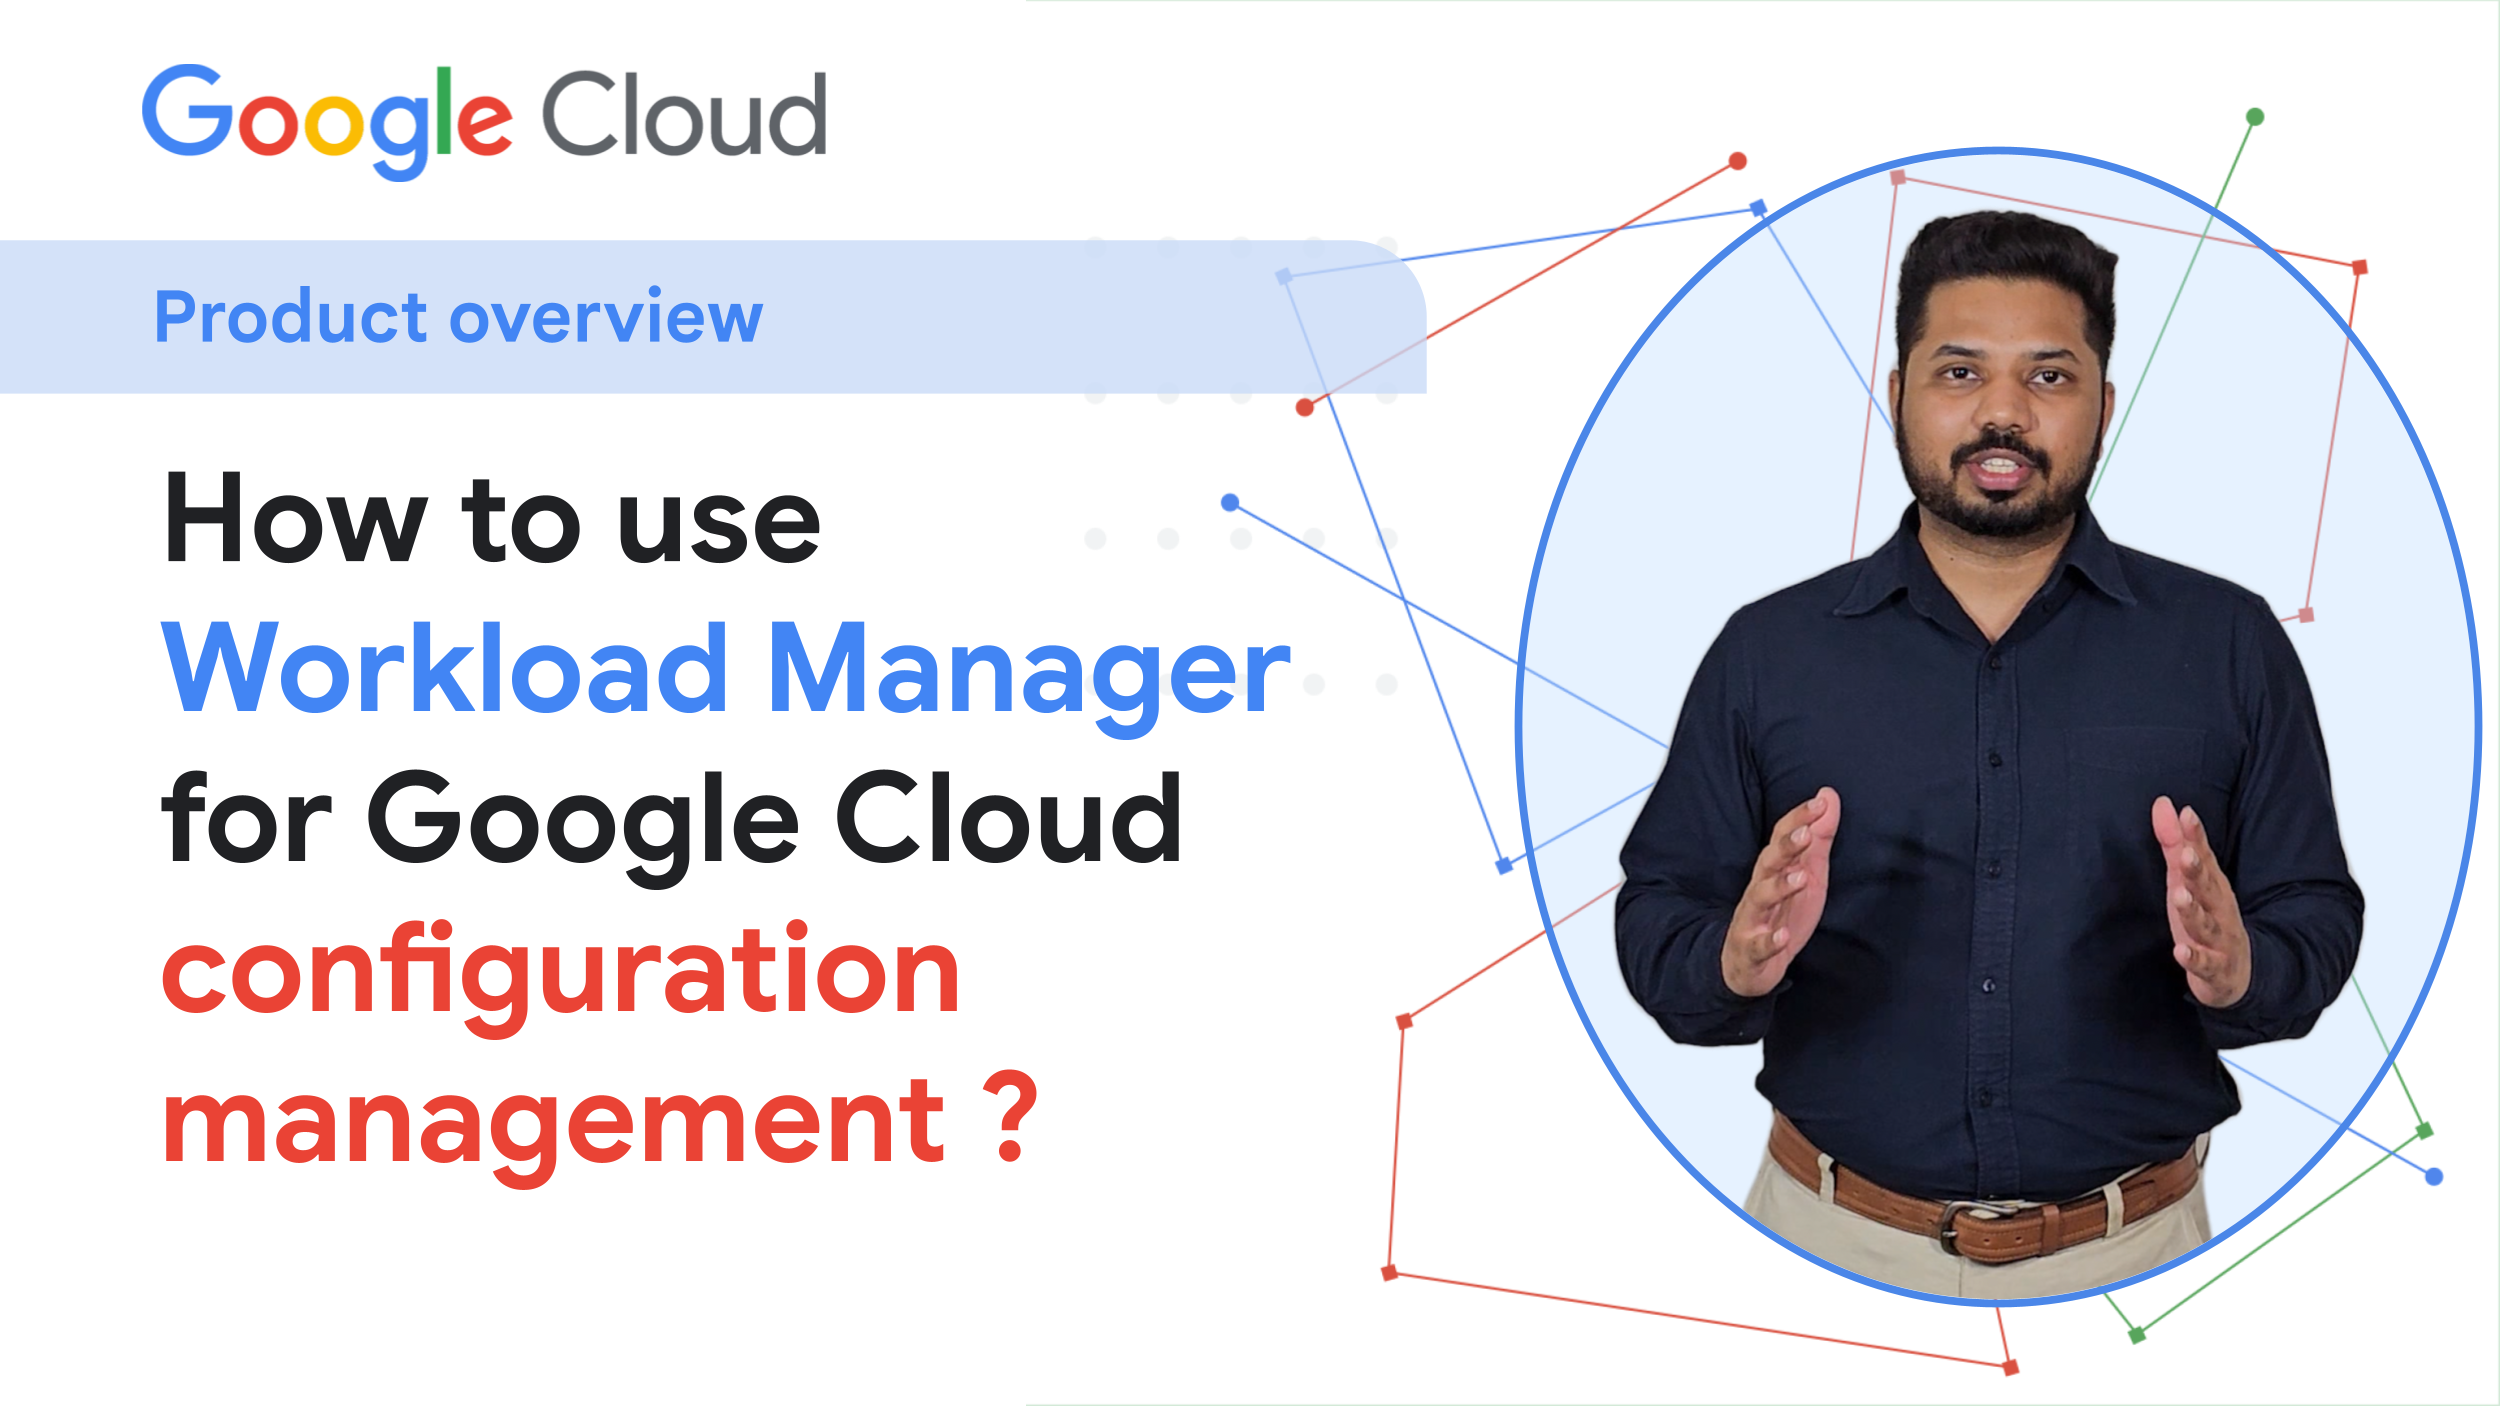 Google Cloud
Product overview
How to use
Workload Manager
for Google Cloud
configuration
management ?